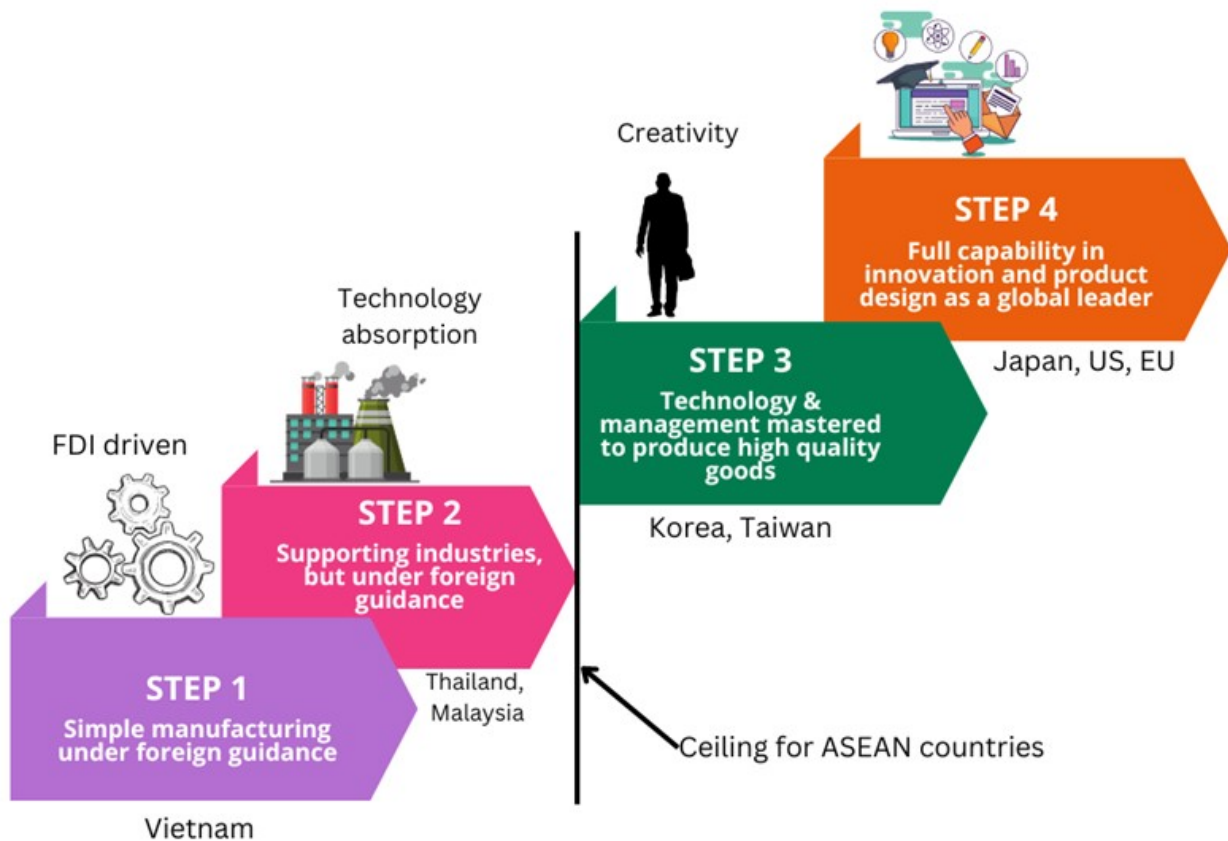 FDI driven
STEP 1
Simple manufacturing
under foreign guidance
Vietnam
Technology
absorption
STEP 2
Supporting industries,
but under foreign
guidance
Thailand,
Malaysia
Creativity
STEP 3
Technology &
management mastered
to produce high quality
goods
Korea, Taiwan
STEP 4
Full capability in
innovation and product
design as a global leader
Japan, US, EU
Ceiling for ASEAN countries